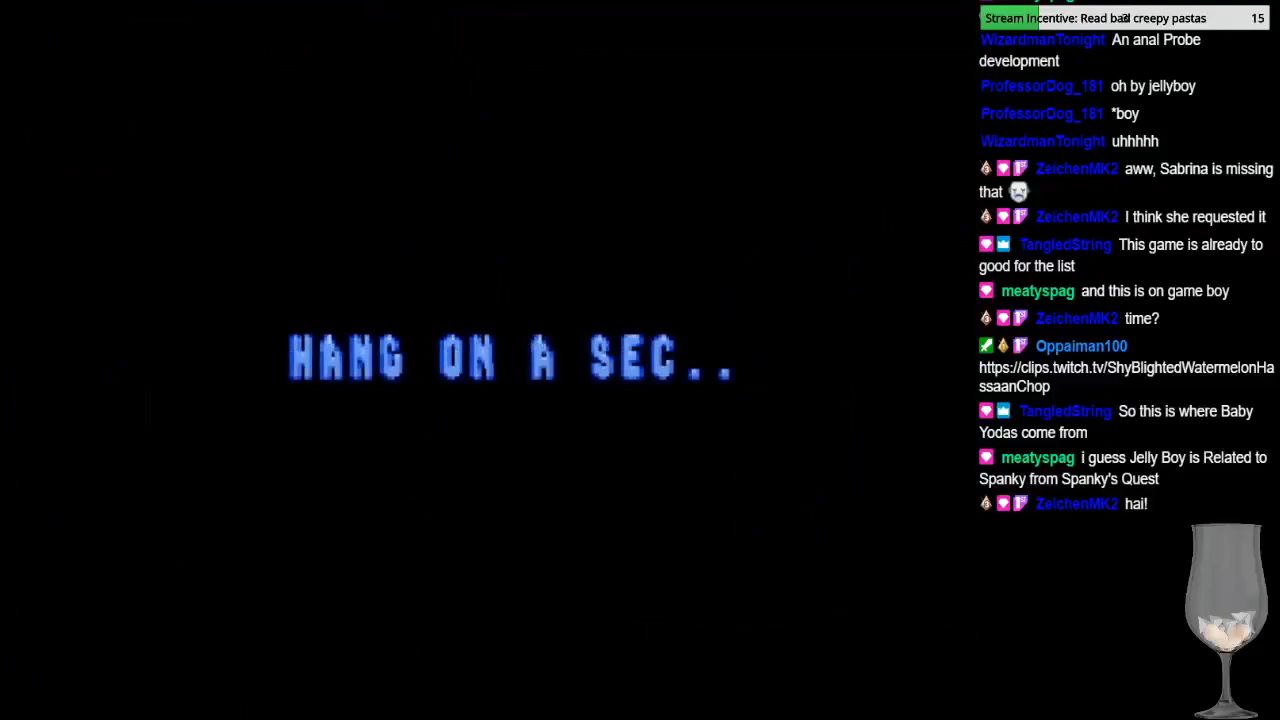 Stream Incentive: Read bad creepy pastas 15
WizardmanTonight An anal Probe
development
ProfessorDog_181 oh by jellyboy
ProfessorDog_181 *boy
WizardmanTonight uhhhhh
ZeichenMK2 aww, Sabrina is missing
that
ZeichenMK2 I think she requested it
TangledString This game is already to
good for the list
meatyspag and this is on game boy
ZeichenMK2 time?
Oppaiman100
https://clips.twitch.tv/ShyBlightedWatermelonHa
ssaanChop
TangledString So this is where Baby
Yodas come from
meatyspag i guess Jelly Boy is Related to
Spanky from Spanky's Quest
ZeichenMK2 hai!
HANG ON A SEC..